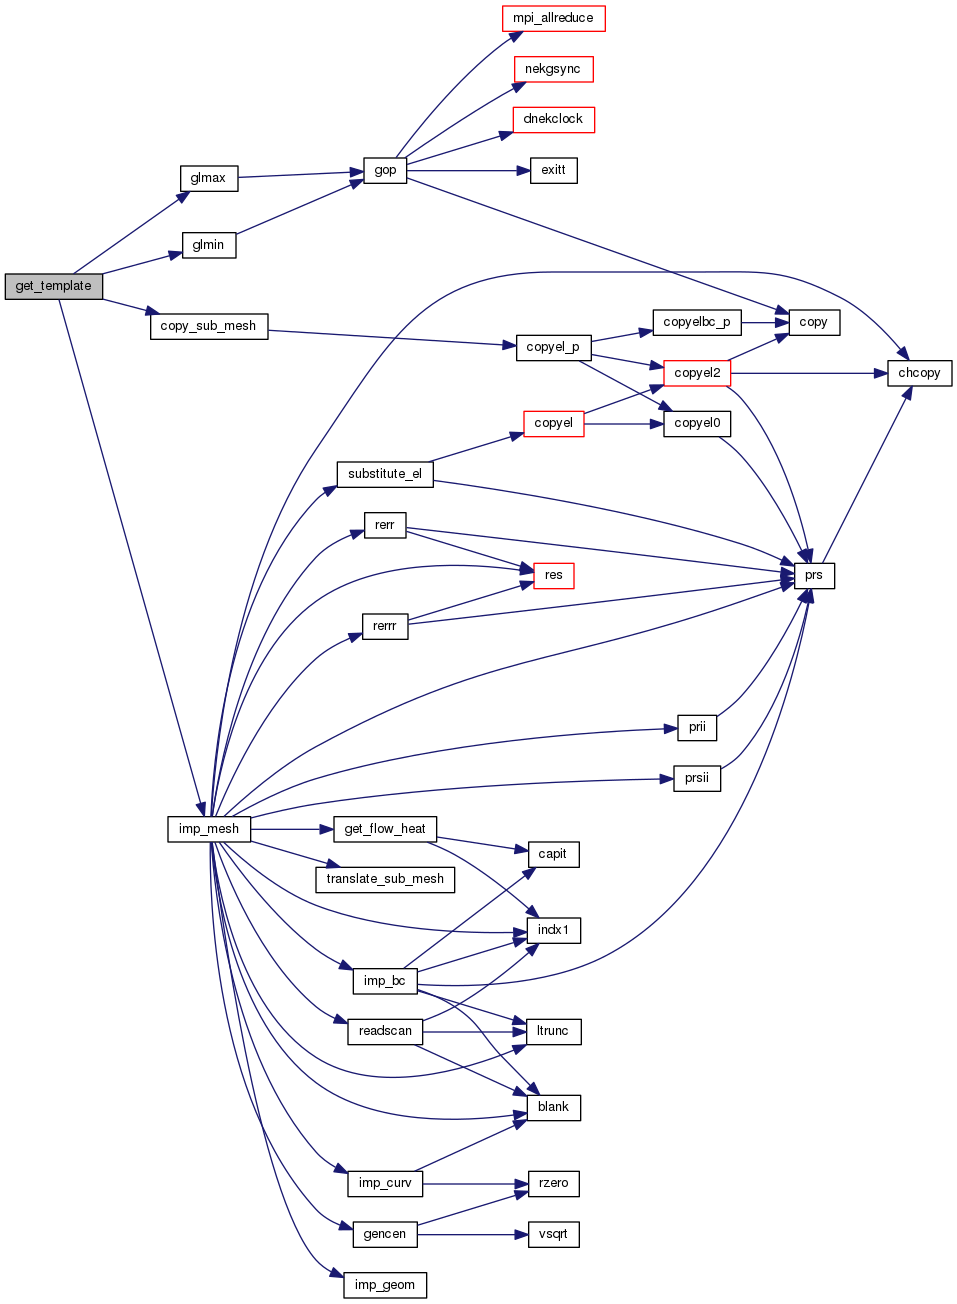 mpi_allreduce
nekgsync
dnekclock
gop
exitt
glmax
glmin
get_template
copy_sub_mesh
copyelbc_p
copy
copyel_p
copyel2
chcopy
copyel
copyel0
substitute_el
rerr
res
prs
rerrr
prii
prsii
imp_mesh
get_flow_heat
capit
translate_sub_mesh
indx1
imp_bc
readscan
ltrunc
blank
imp_curv
rzero
gencen
vsqrt
imp_geom